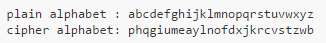 plain alphabet : abcdefghijklmnopqrstuvwxyz
cipher alphabet: phqgiumeaylnofdxjkrcvstzwb